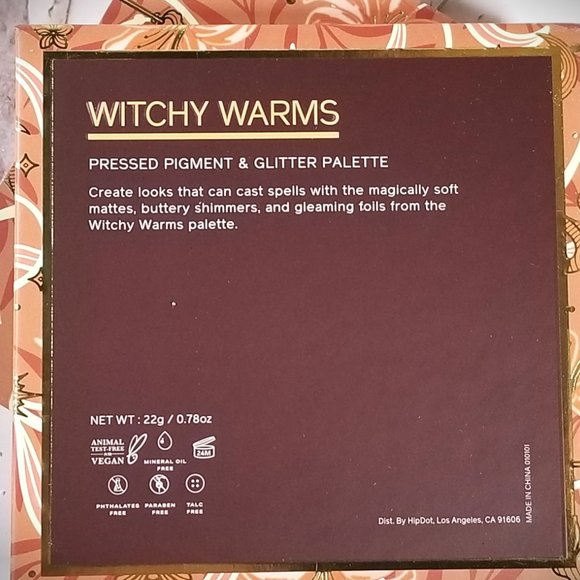 WITCHY WARMS
PRESSED PIGMENT & GLITTER PALETTE
Create looks that can cast spells with the magically soft
mattes, buttery shimmers, and gleaming foils from the
Witchy Warms palette.
NET WT : 22g / 0.78oz
ANIMAL
TEST-FREE
AND
VEGAN
MINERAL OIL
FREE
24M
PHTHALATES
FREE
PARABEN
FREE
TALC
FREE
Dist. By HipDot, Los Angeles, CA 91606
MADE IN CHINA 010101